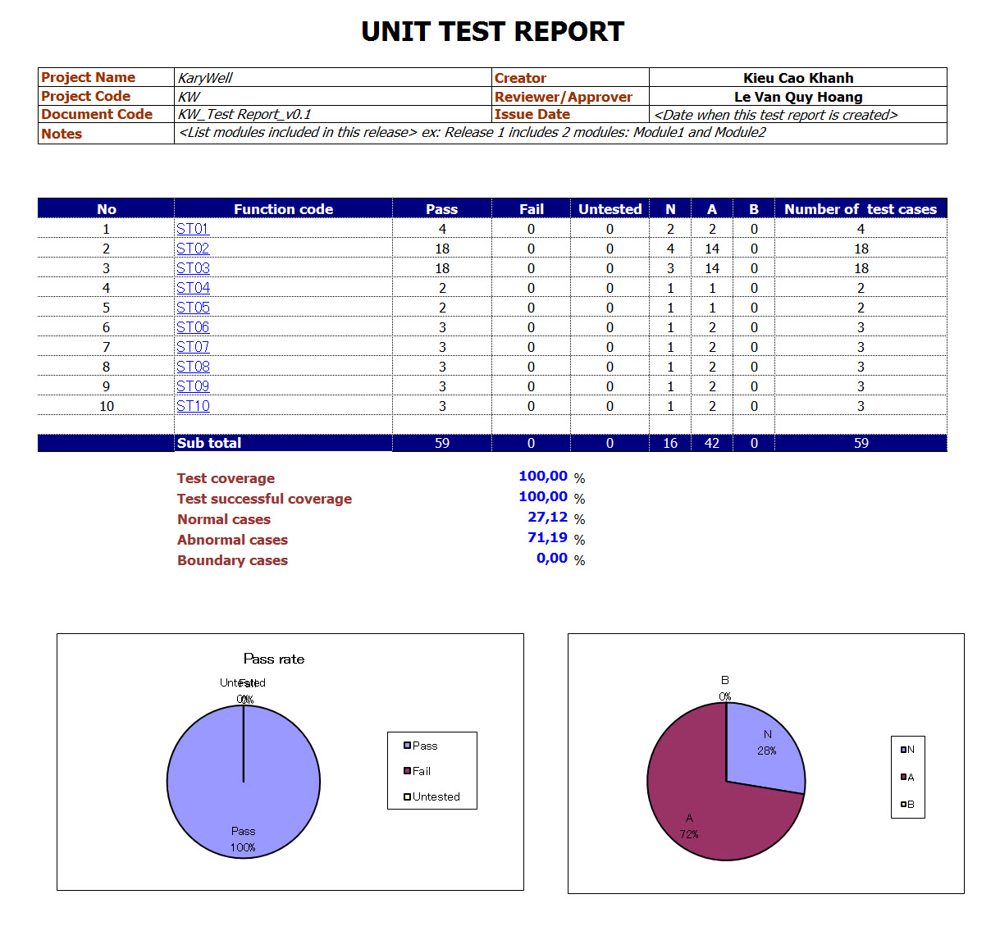 UNIT TEST REPORT
Project Name KaryWell Creator Kieu Cao Khanh
Project Code KW Reviewer/Approver Le Van Quy Hoang
Document Code KW_Test Report_v0.1 Issue Date <Date when this test report is created>
Notes <List modules included in this release> ex: Release 1 includes 2 modules: Module1 and Module2
No Function code Pass Fail Untested N A B Number of test cases
1 ST01 4 0 0 2 2 0 4
2 ST02 18 0 0 4 14 0 18
3 ST03 18 0 0 3 14 0 18
4 ST04 2 0 0 1 1 0 2
5 ST05 2 0 0 1 1 0 2
6 ST06 3 0 0 1 2 0 3
7 ST07 3 0 0 1 2 0 3
8 ST08 3 0 0 1 2 0 3
9 ST09 3 0 0 1 2 0 3
10 ST10 3 0 0 1 2 0 3
Sub total 59 0 0 16 42 0 59
Test coverage 100,00 %
Test successful coverage 100,00 %
Normal cases 27,12 %
Abnormal cases 71,19 %
Boundary cases 0,00 %
Pass rate
Untested
Fail
0%
0%
Pass
100%
Pass
Fail
Untested
B
0%
N
28%
A
72%
N
A
B